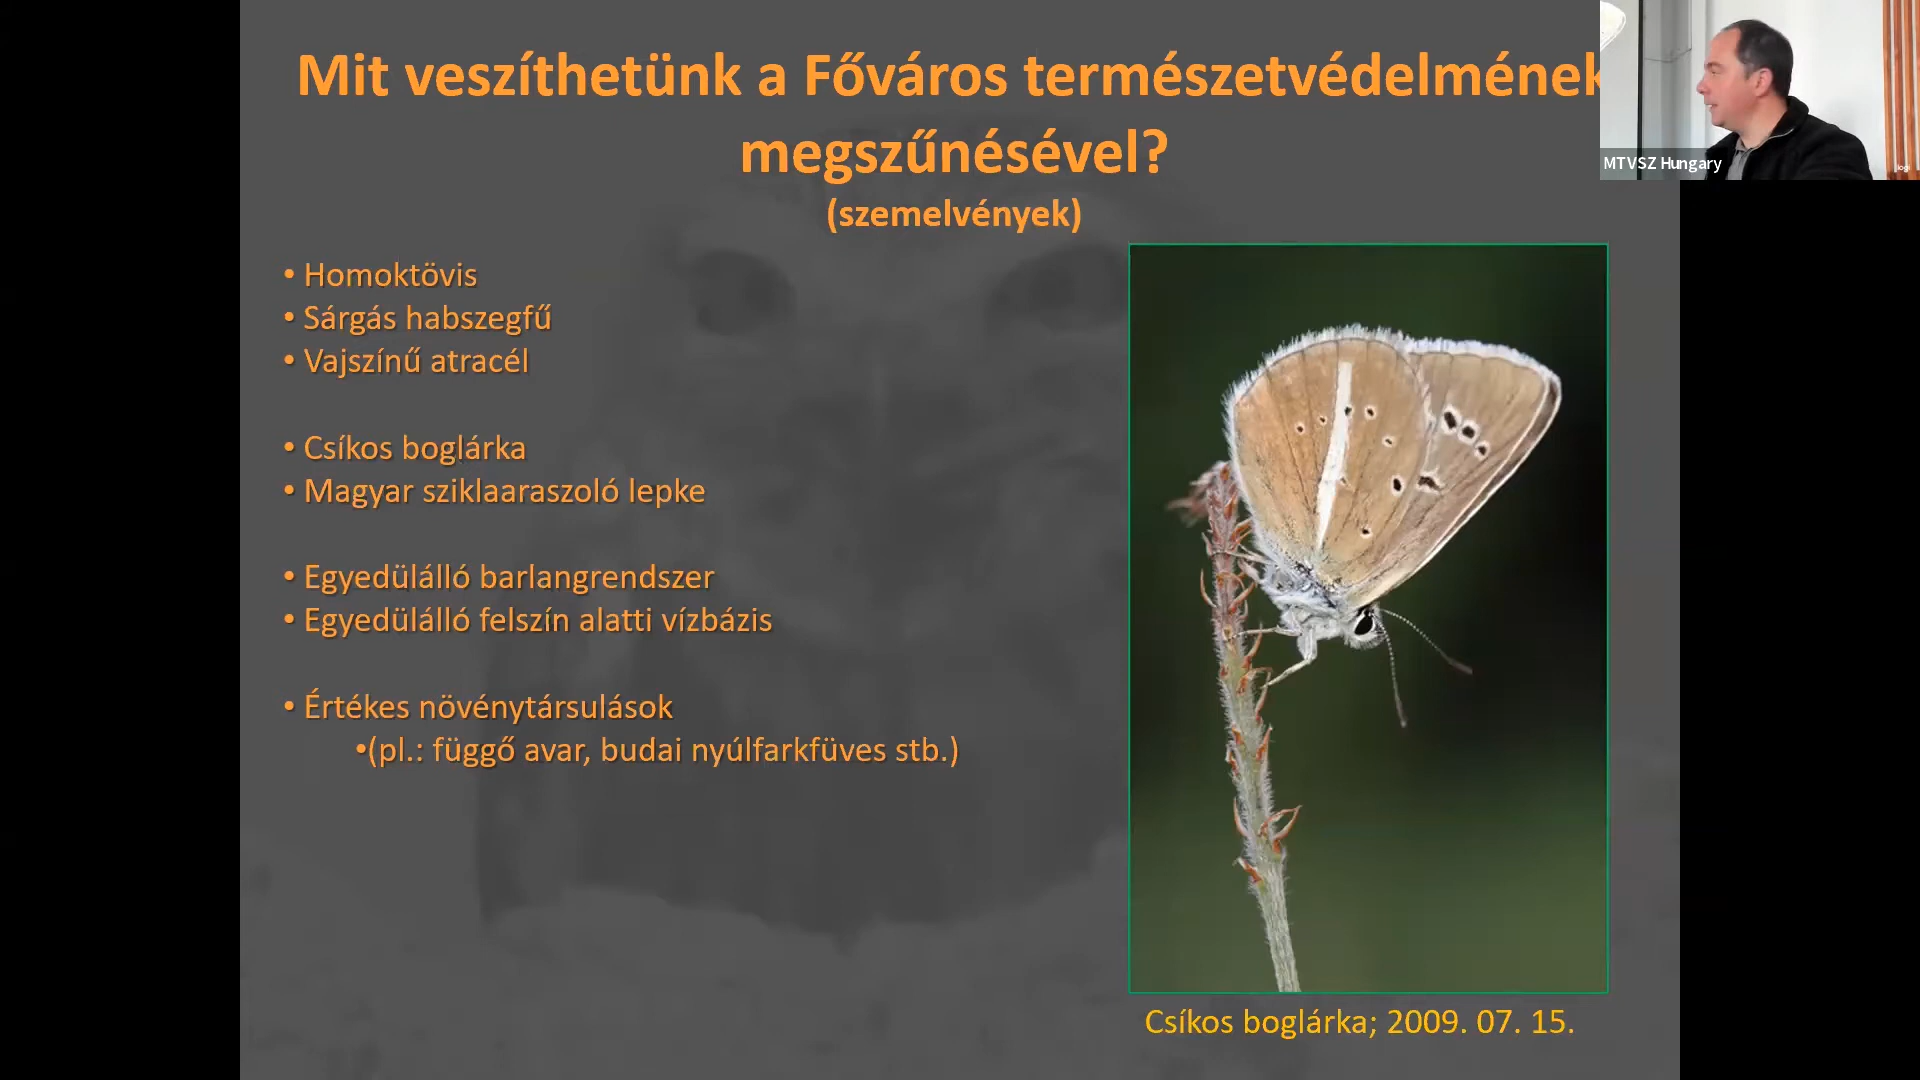 Mit veszíthetünk a Főváros természetvédelmének
megszűnésével?
(szemelvények)
• Homoktövis
• Sárgás habszegfű
• Vajszínű atracél
• Csíkos boglárka
• Magyar sziklaaraszoló lepke
• Egyedülálló barlangrendszer
• Egyedülálló felszín alatti vízbázis
• Értékes növénytársulások
•(pl.: függő avar, budai nyúlfarkfüves stb.)
Csíkos boglárka; 2009. 07. 15.
MTVSZ Hungary
logi